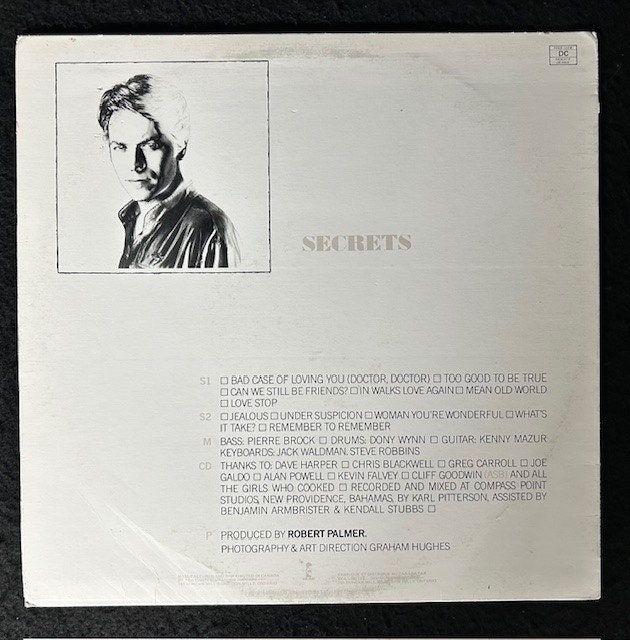 DC
SECRETS
S1 □ BAD CASE OF LOVING YOU (DOCTOR, DOCTOR) □ TOO GOOD TO BE TRUE
□ CAN WE STILL BE FRIENDS? □ IN WALKS LOVE AGAIN □ MEAN OLD WORLD
□ LOVE STOP
S2 □ JEALOUS □ UNDER SUSPICION □ WOMAN YOU'RE WONDERFUL □ WHAT'S
IT TAKE? □ REMEMBER TO REMEMBER
M BASS: PIERRE BROCK □ DRUMS: DONY WYNN □ GUITAR: KENNY MAZUR
KEYBOARDS: JACK WALDMAN, STEVE ROBBINS
CD THANKS TO: DAVE HARPER □ CHRIS BLACKWELL □ GREG CARROLL □ JOE
GALDO □ ALAN POWELL □ KEVIN FALVEY □ CLIFF GOODWIN (ASB) AND ALL
THE GIRLS WHO COOKED □ RECORDED AND MIXED AT COMPASS POINT
STUDIOS, NEW PROVIDENCE, BAHAMAS, BY KARL PITTERSON, ASSISTED BY
BENJAMIN ARMBRISTER & KENDALL STUBBS □
P PRODUCED BY ROBERT PALMER.
PHOTOGRAPHY & ART DIRECTION GRAHAM HUGHES